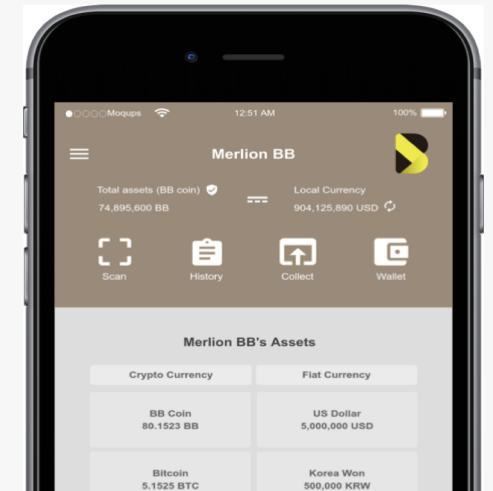 Moqups 12:51 AM 100%
Merlion BB
Total assets (BB coin) Local Currency
74,895,600 BB 904,125,890 USD
Scan History Collect Wallet
Merlion BB's Assets
Crypto Currency Fiat Currency
BB Coin US Dollar
80.1523 BB 5,000,000 USD
Bitcoin Korea Won
5.1525 BTC 500,000 KRW